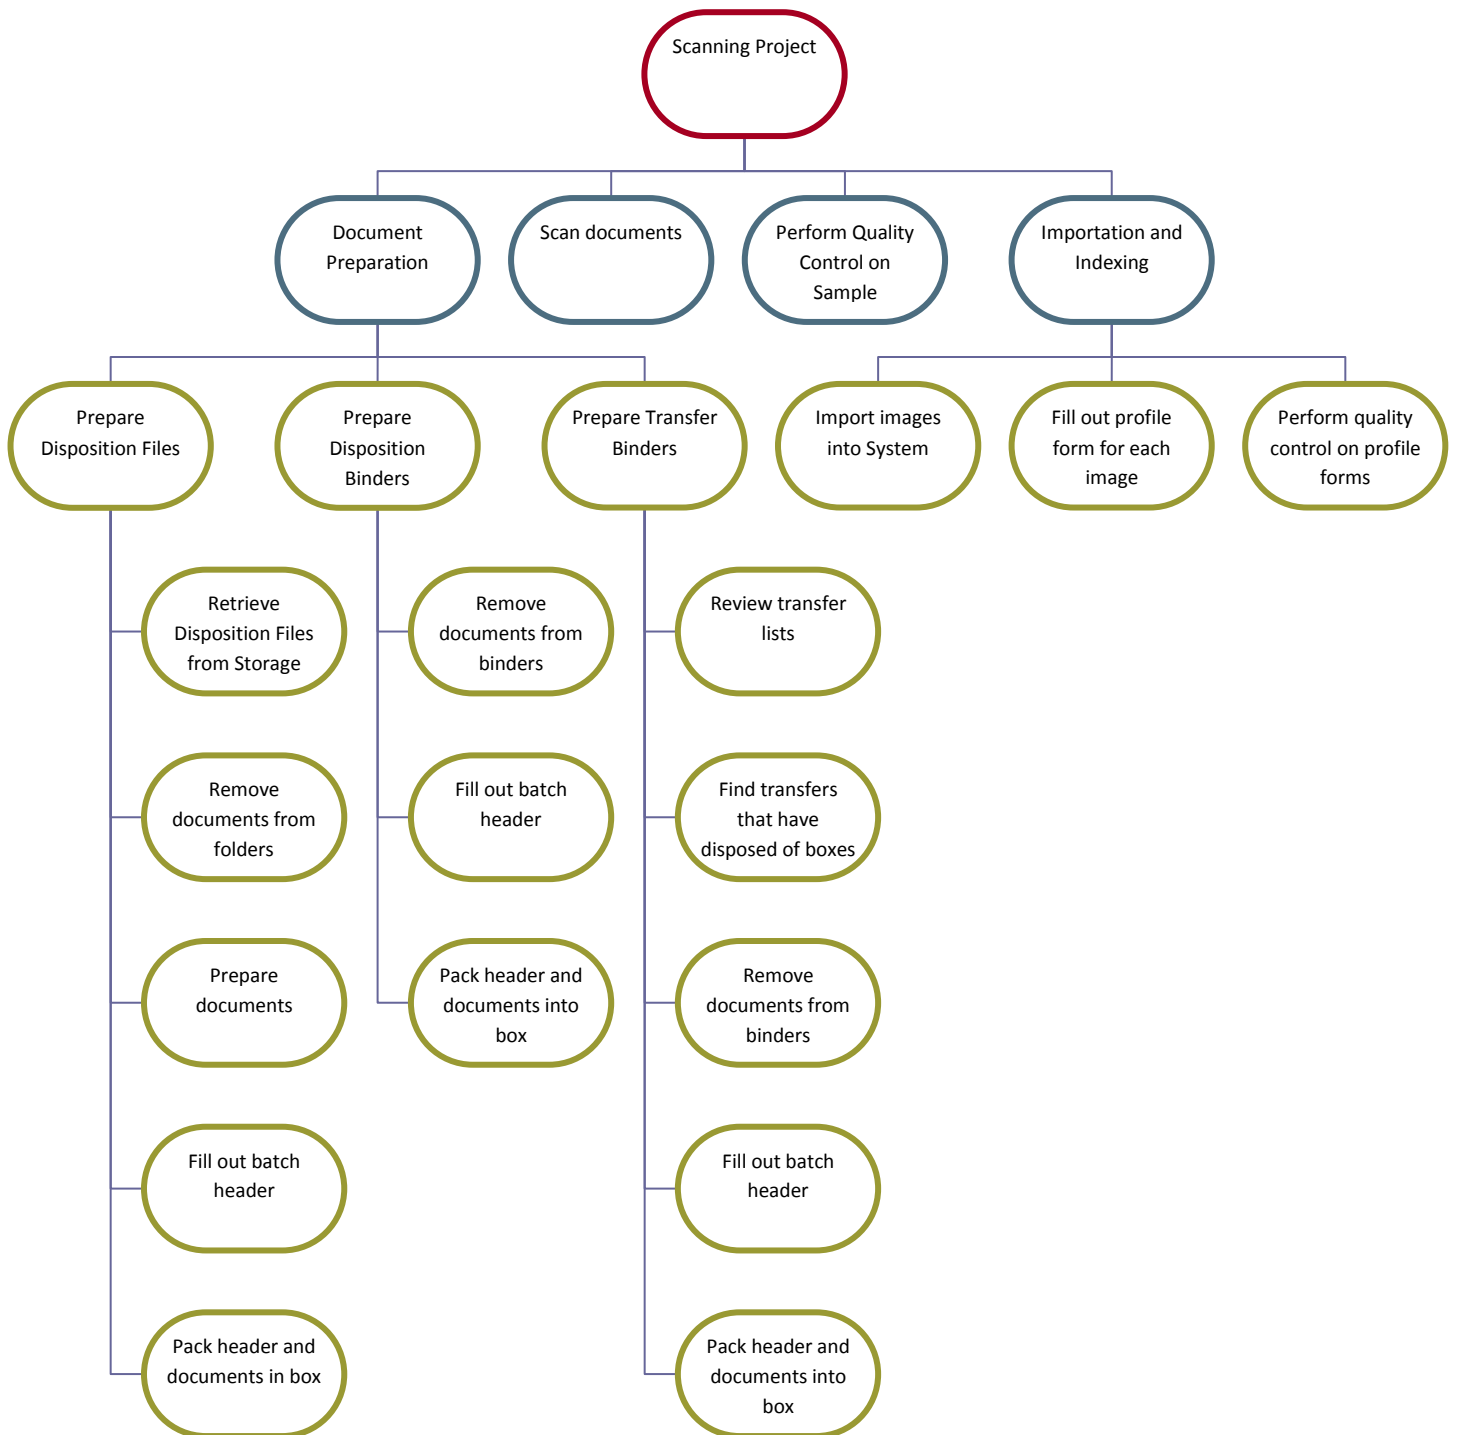 Scanning Project
Document
Preparation
Scan documents
Perform Quality
Control on
Sample
Importation and
Indexing
Prepare
Disposition Files
Prepare
Disposition
Binders
Prepare Transfer
Binders
Import images
into System
Fill out profile
form for each
image
Perform quality
control on profile
forms
Retrieve
Disposition Files
from Storage
Remove
documents from
binders
Review transfer
lists
Remove
documents from
folders
Fill out batch
header
Find transfers
that have
disposed of boxes
Prepare
documents
Pack header and
documents into
box
Remove
documents from
binders
Fill out batch
header
Fill out batch
header
Pack header and
documents in box
Pack header and
documents into
box